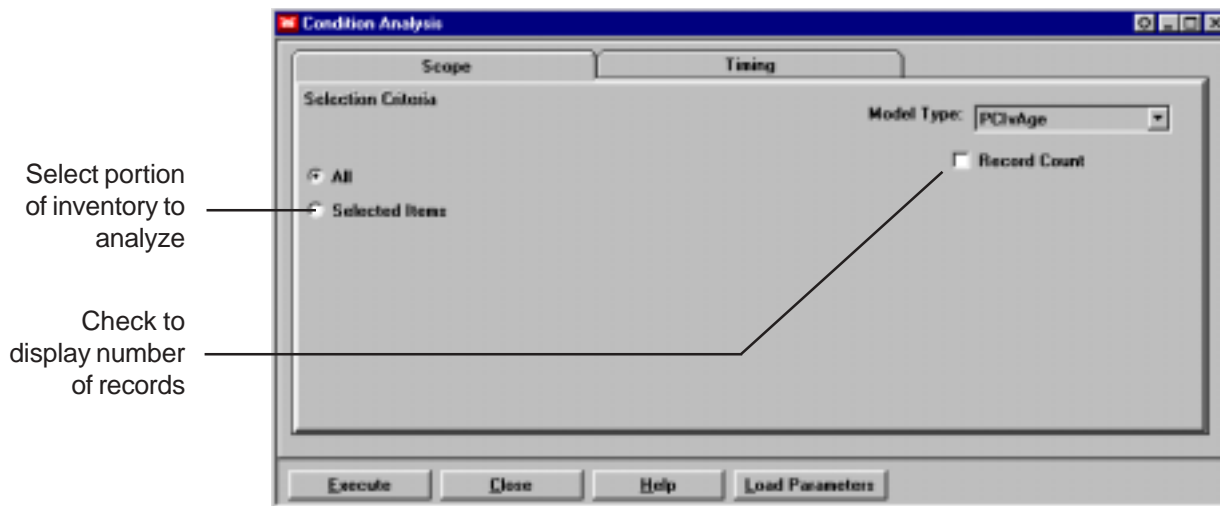 Condition Analysis
Scope
Timing
Selection Criteria
Model Type: PCIvAge
Record Count
All
Selected Items
Select portion
of inventory to
analyze
Check to
display number
of records
Execute
Close
Help
Load Parameters